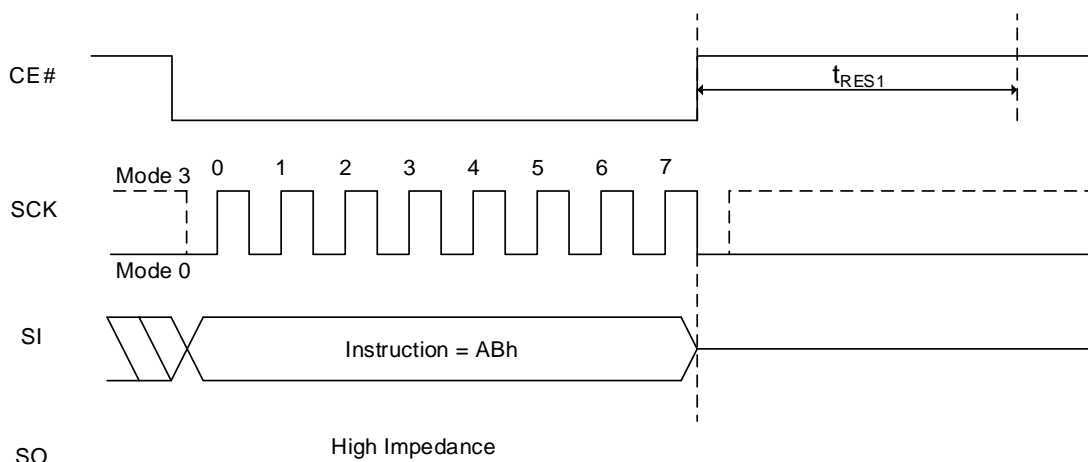 CE#
tRES1
Mode 3
0 1 2 3 4 5 6 7
SCK
Mode 0
SI
Instruction = ABh
High Impedance
SO